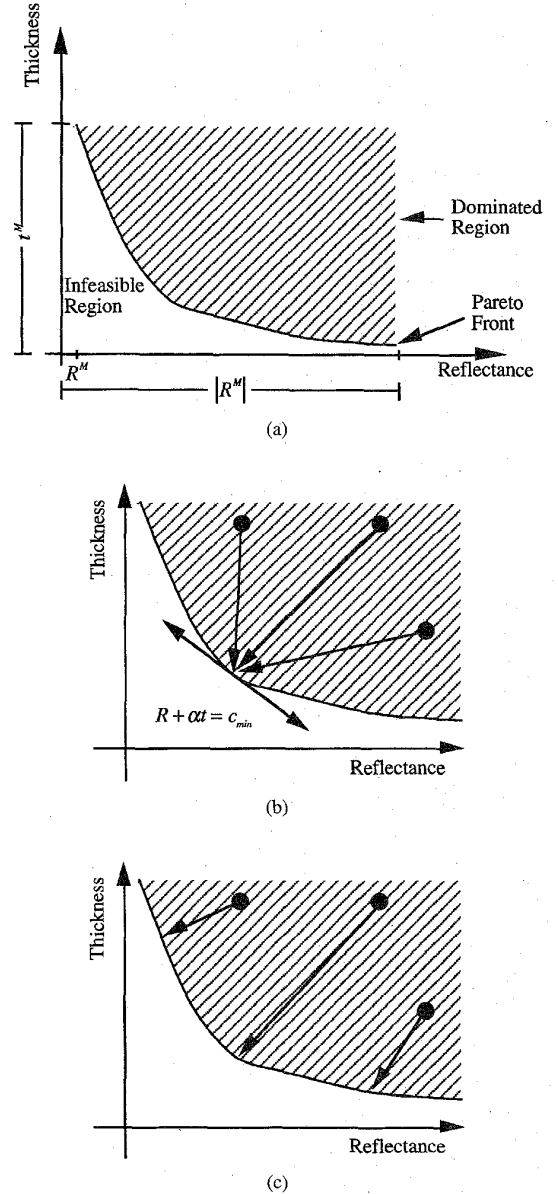 Thickness
t^M
Infeasible
Region
Dominated
Region
Pareto
Front
R^M
|R^M|
Reflectance
(a)
Thickness
R + αt = c_min
Reflectance
(b)
Thickness
Reflectance
(c)